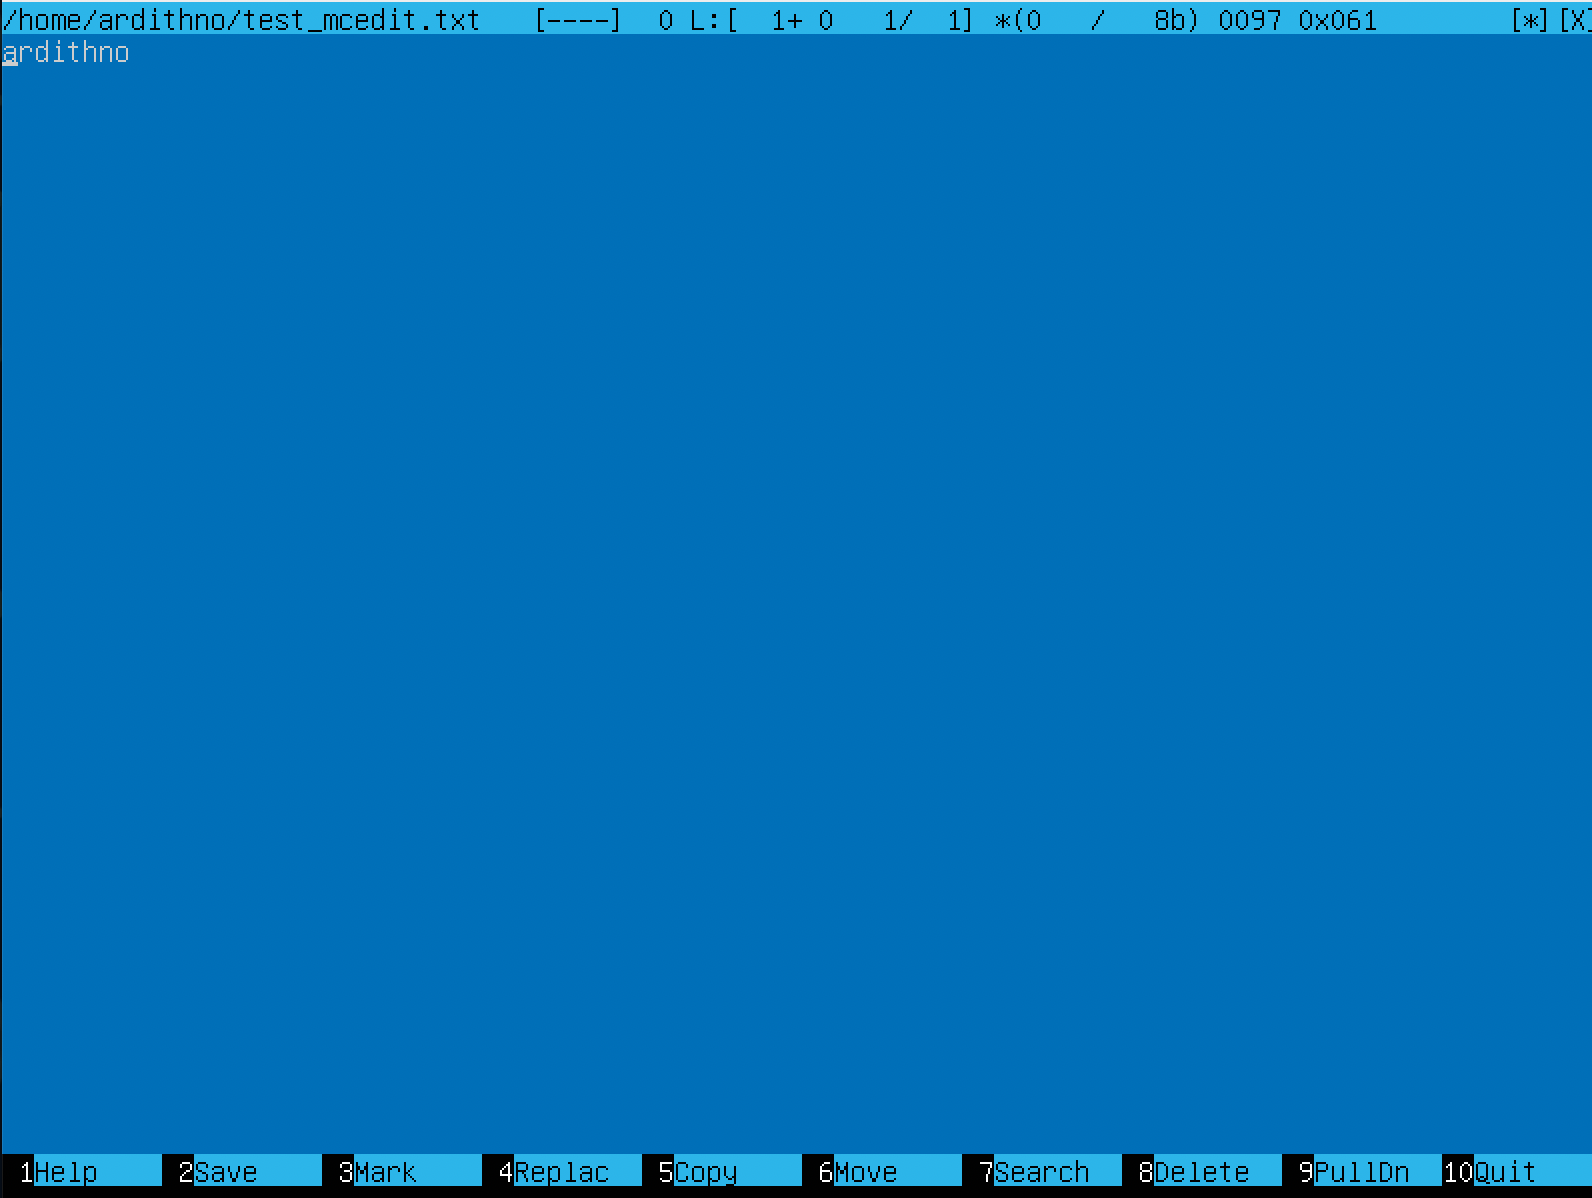 /home/ardithno/test_mcedit.txt [----] 0 L:[ 1+ 0 1/ 1] *(0 / 8b) 0097 0x061 [*][X]
ardithno
1Help 2Save 3Mark 4Replac 5Copy 6Move 7Search 8Delete 9PullDn 10Quit